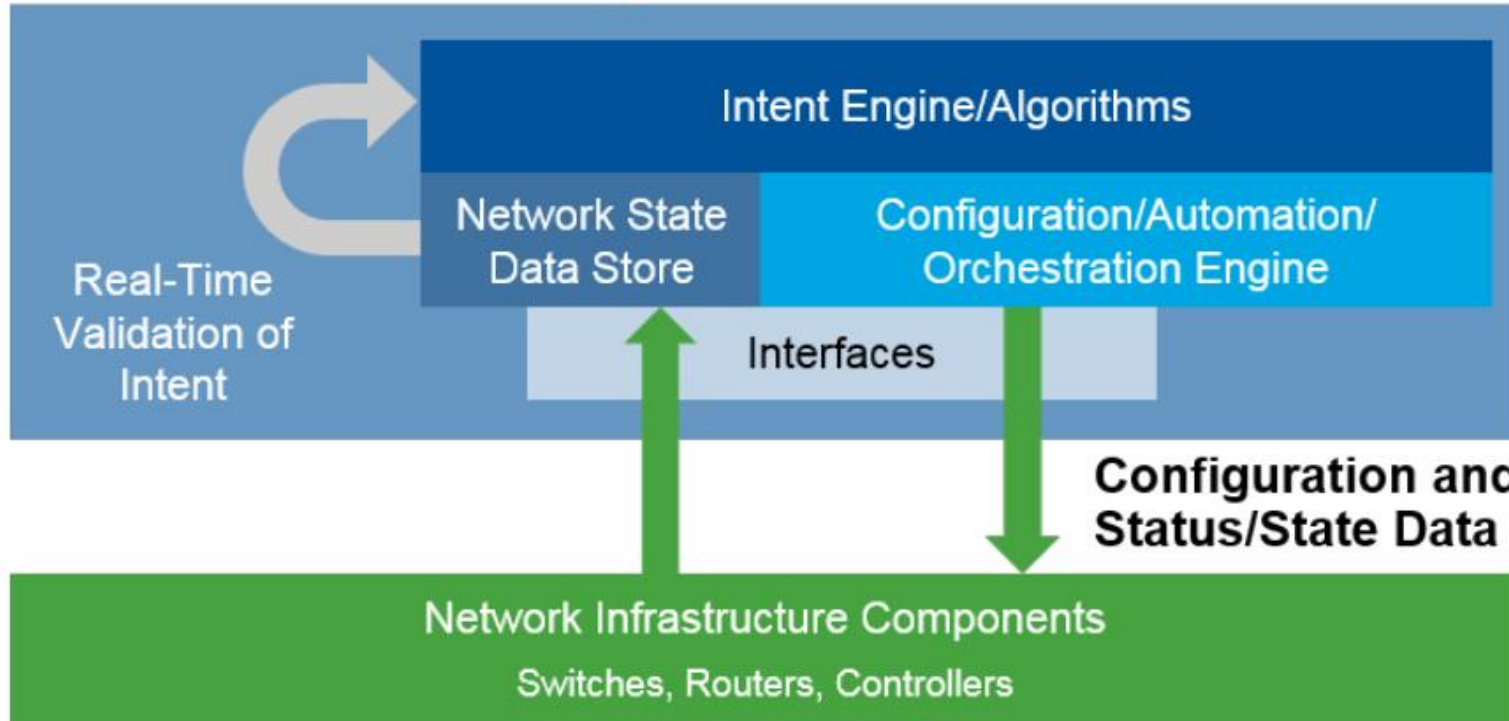 Intent Engine/Algorithms
Network State
Data Store
Configuration/Automation/
Orchestration Engine
Real-Time
Validation of
Intent
Interfaces
Configuration and
Status/State Data
Network Infrastructure Components
Switches, Routers, Controllers